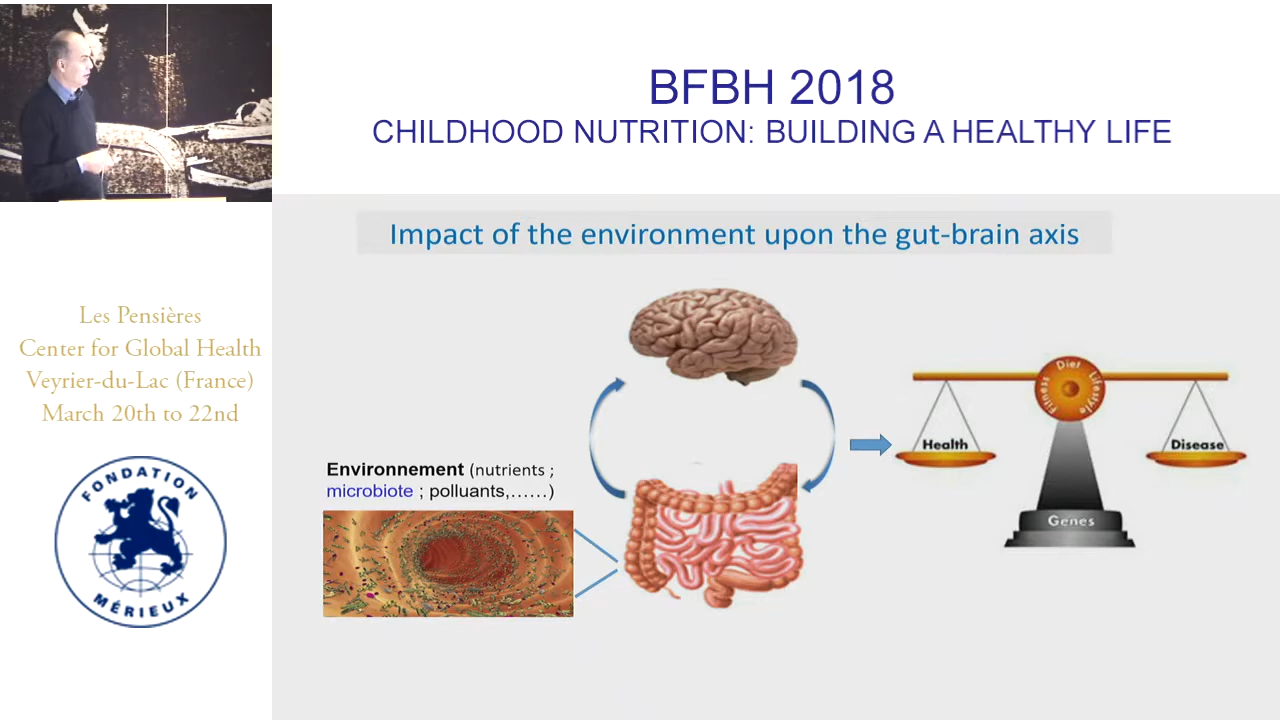 BFBH 2018
CHILDHOOD NUTRITION: BUILDING A HEALTHY LIFE
Les Pensières
Center for Global Health
Veyrier-du-Lac (France)
March 20th to 22nd
FONDATION
MÉRIEUX
Impact of the environment upon the gut-brain axis
Environnement (nutrients ;
microbiote ; polluants,……)
Fitness Diet Lifestyle
Health
Disease
Genes